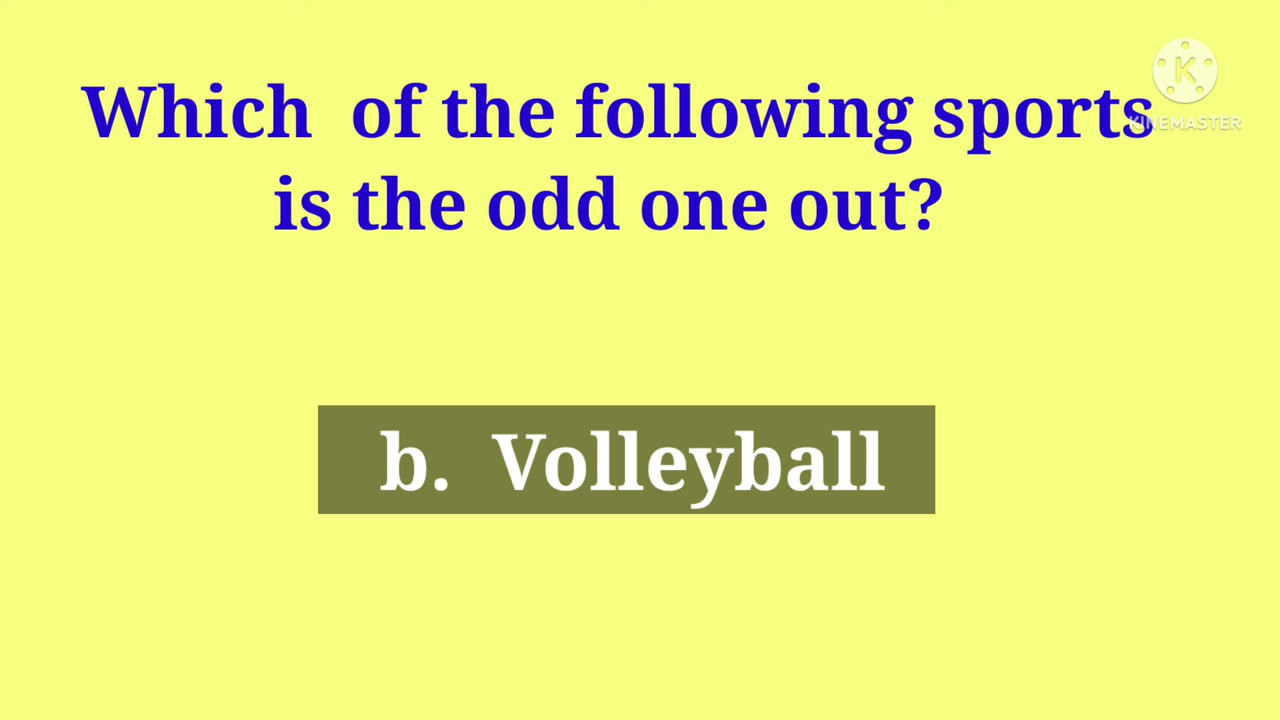 Which of the following sports
is the odd one out?
b. Volleyball
KINEMASTER